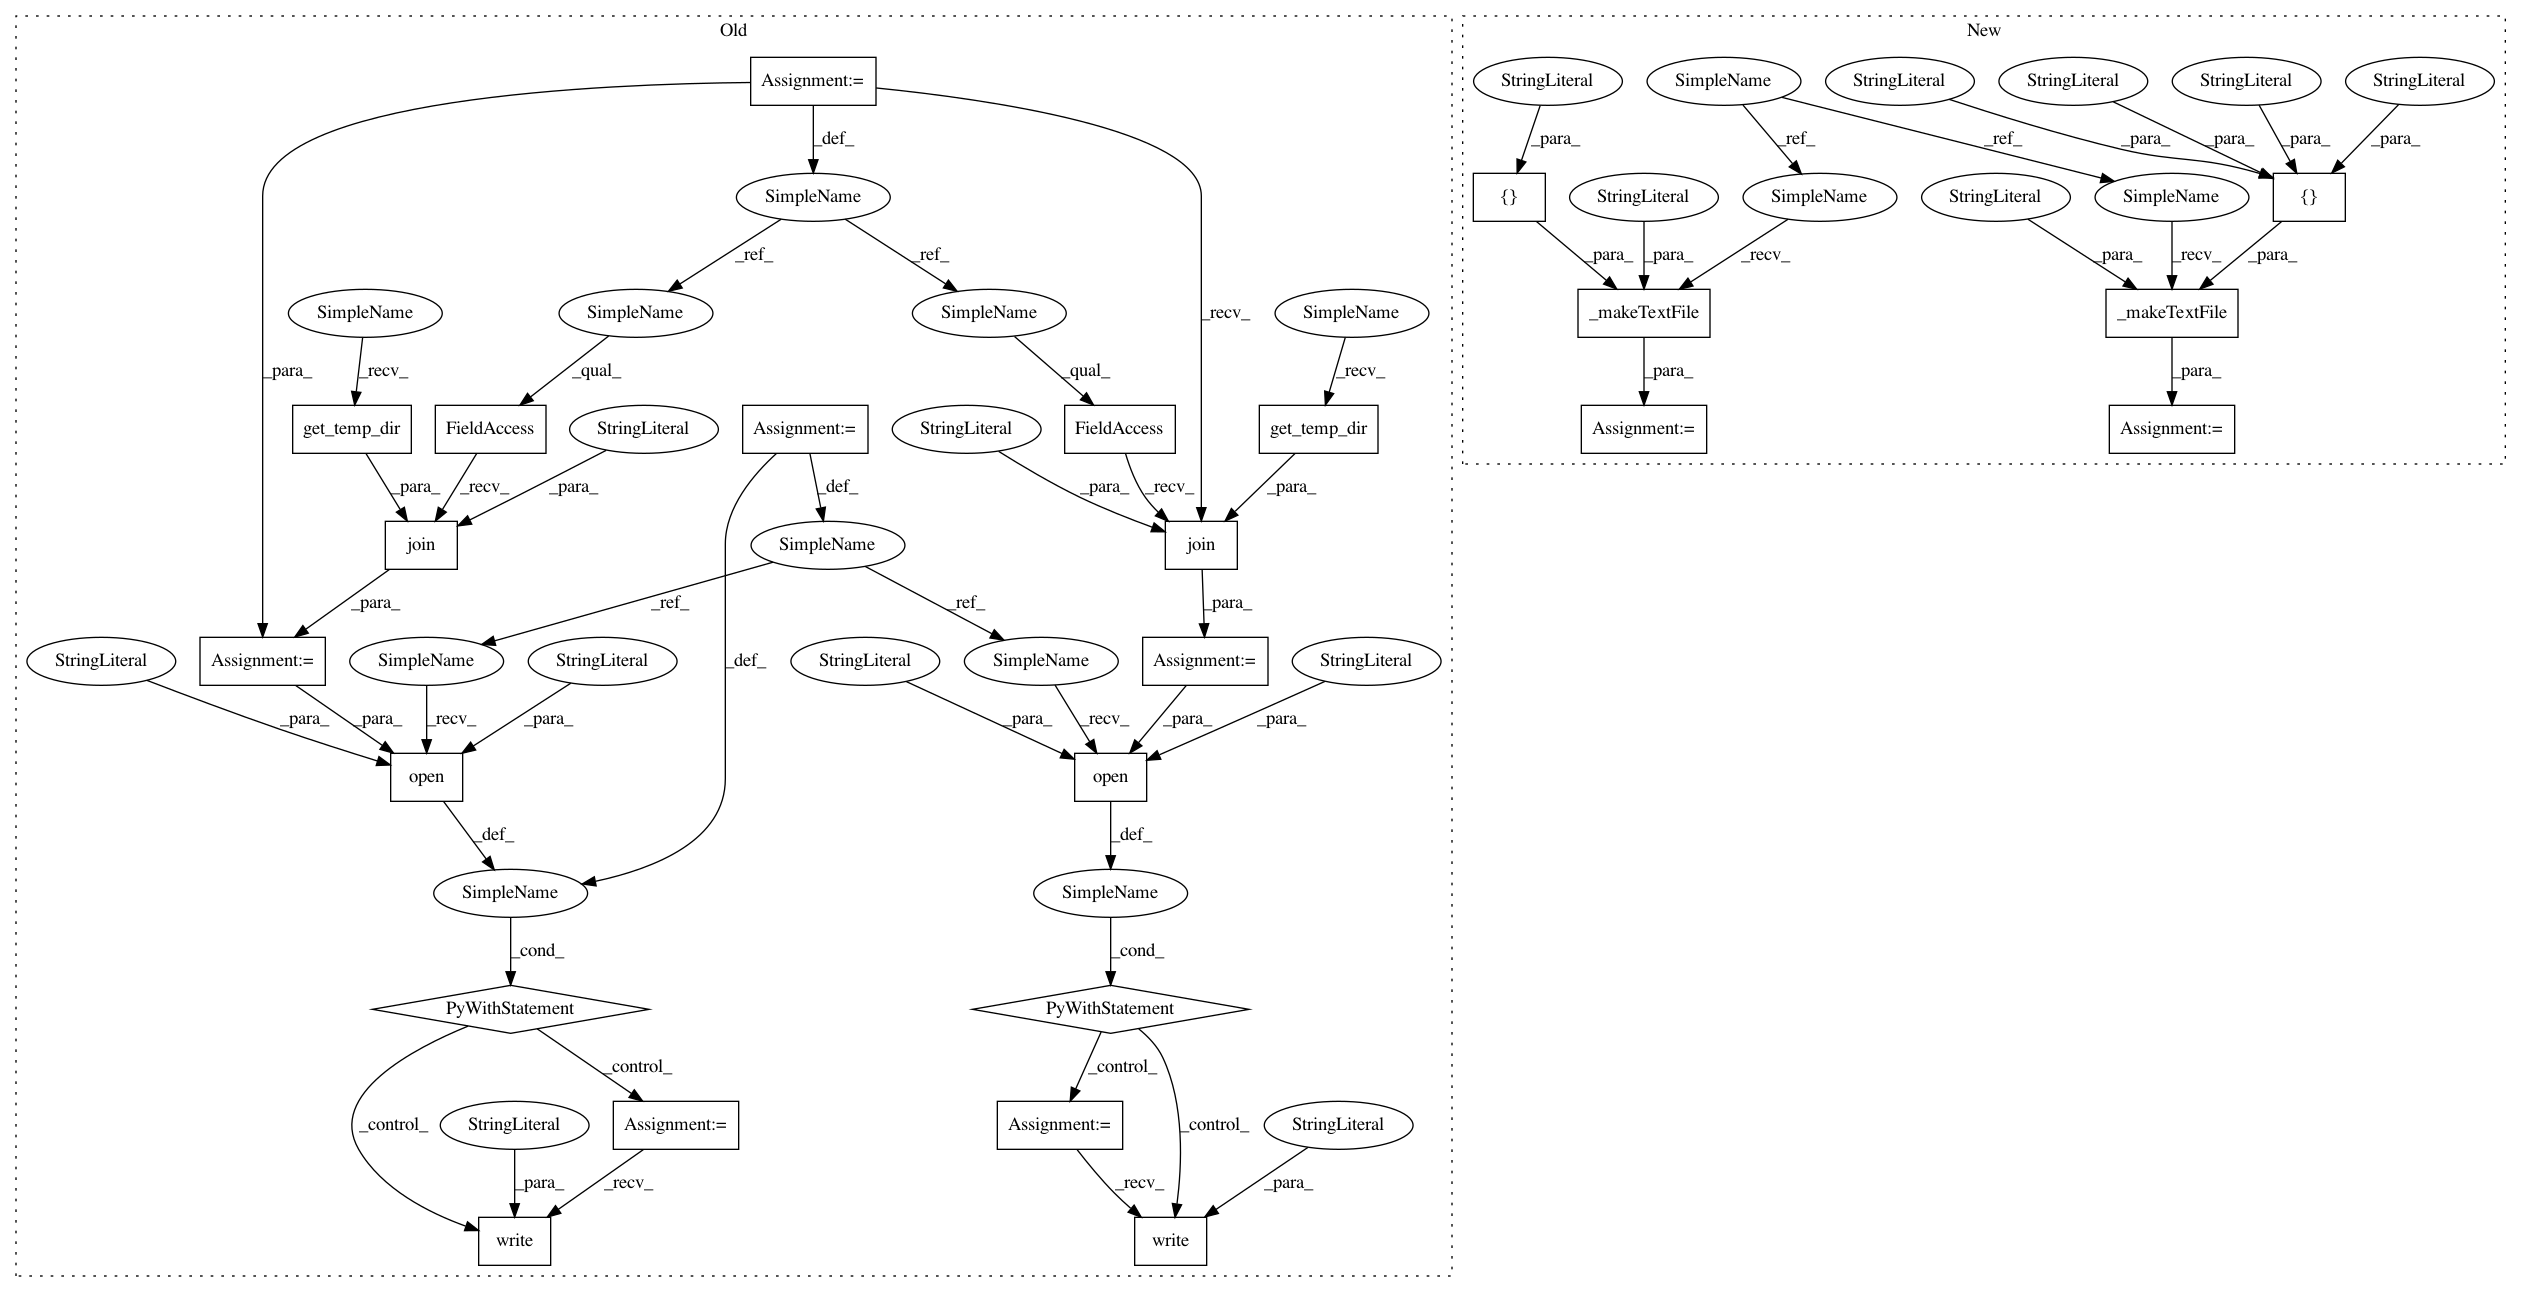 Old
New
Assignment:=
StringLiteral
SimpleName
StringLiteral
StringLiteral
StringLiteral
StringLiteral
_def_
_para_
_ref_
_ref_
_para_
_para_
_para_
_para_
SimpleName
{}
StringLiteral
SimpleName
StringLiteral
SimpleName
{}
_ref_
_ref_
_para_
_para_
_recv_
_para_
_recv_
_para_
SimpleName
SimpleName
SimpleName
_recv_
SimpleName
_makeTextFile
_makeTextFile
_para_
_recv_
_qual_
_qual_
_recv_
_para_
_para_
get_temp_dir
FieldAccess
StringLiteral
Assignment:=
StringLiteral
FieldAccess
get_temp_dir
Assignment:=
Assignment:=
_para_
_recv_
_para_
_def_
_para_
_recv_
_para_
join
SimpleName
join
_para_
_ref_
_ref_
_para_
StringLiteral
Assignment:=
SimpleName
StringLiteral
_def_
StringLiteral
SimpleName
Assignment:=
StringLiteral
_para_
_para_
_recv_
_para_
_para_
_recv_
_para_
_para_
open
open
_def_
_def_
SimpleName
SimpleName
_cond_
_cond_
PyWithStatement
PyWithStatement
_control_
_control_
_control_
StringLiteral
Assignment:=
Assignment:=
_control_
StringLiteral
_para_
_recv_
_recv_
_para_
write
write